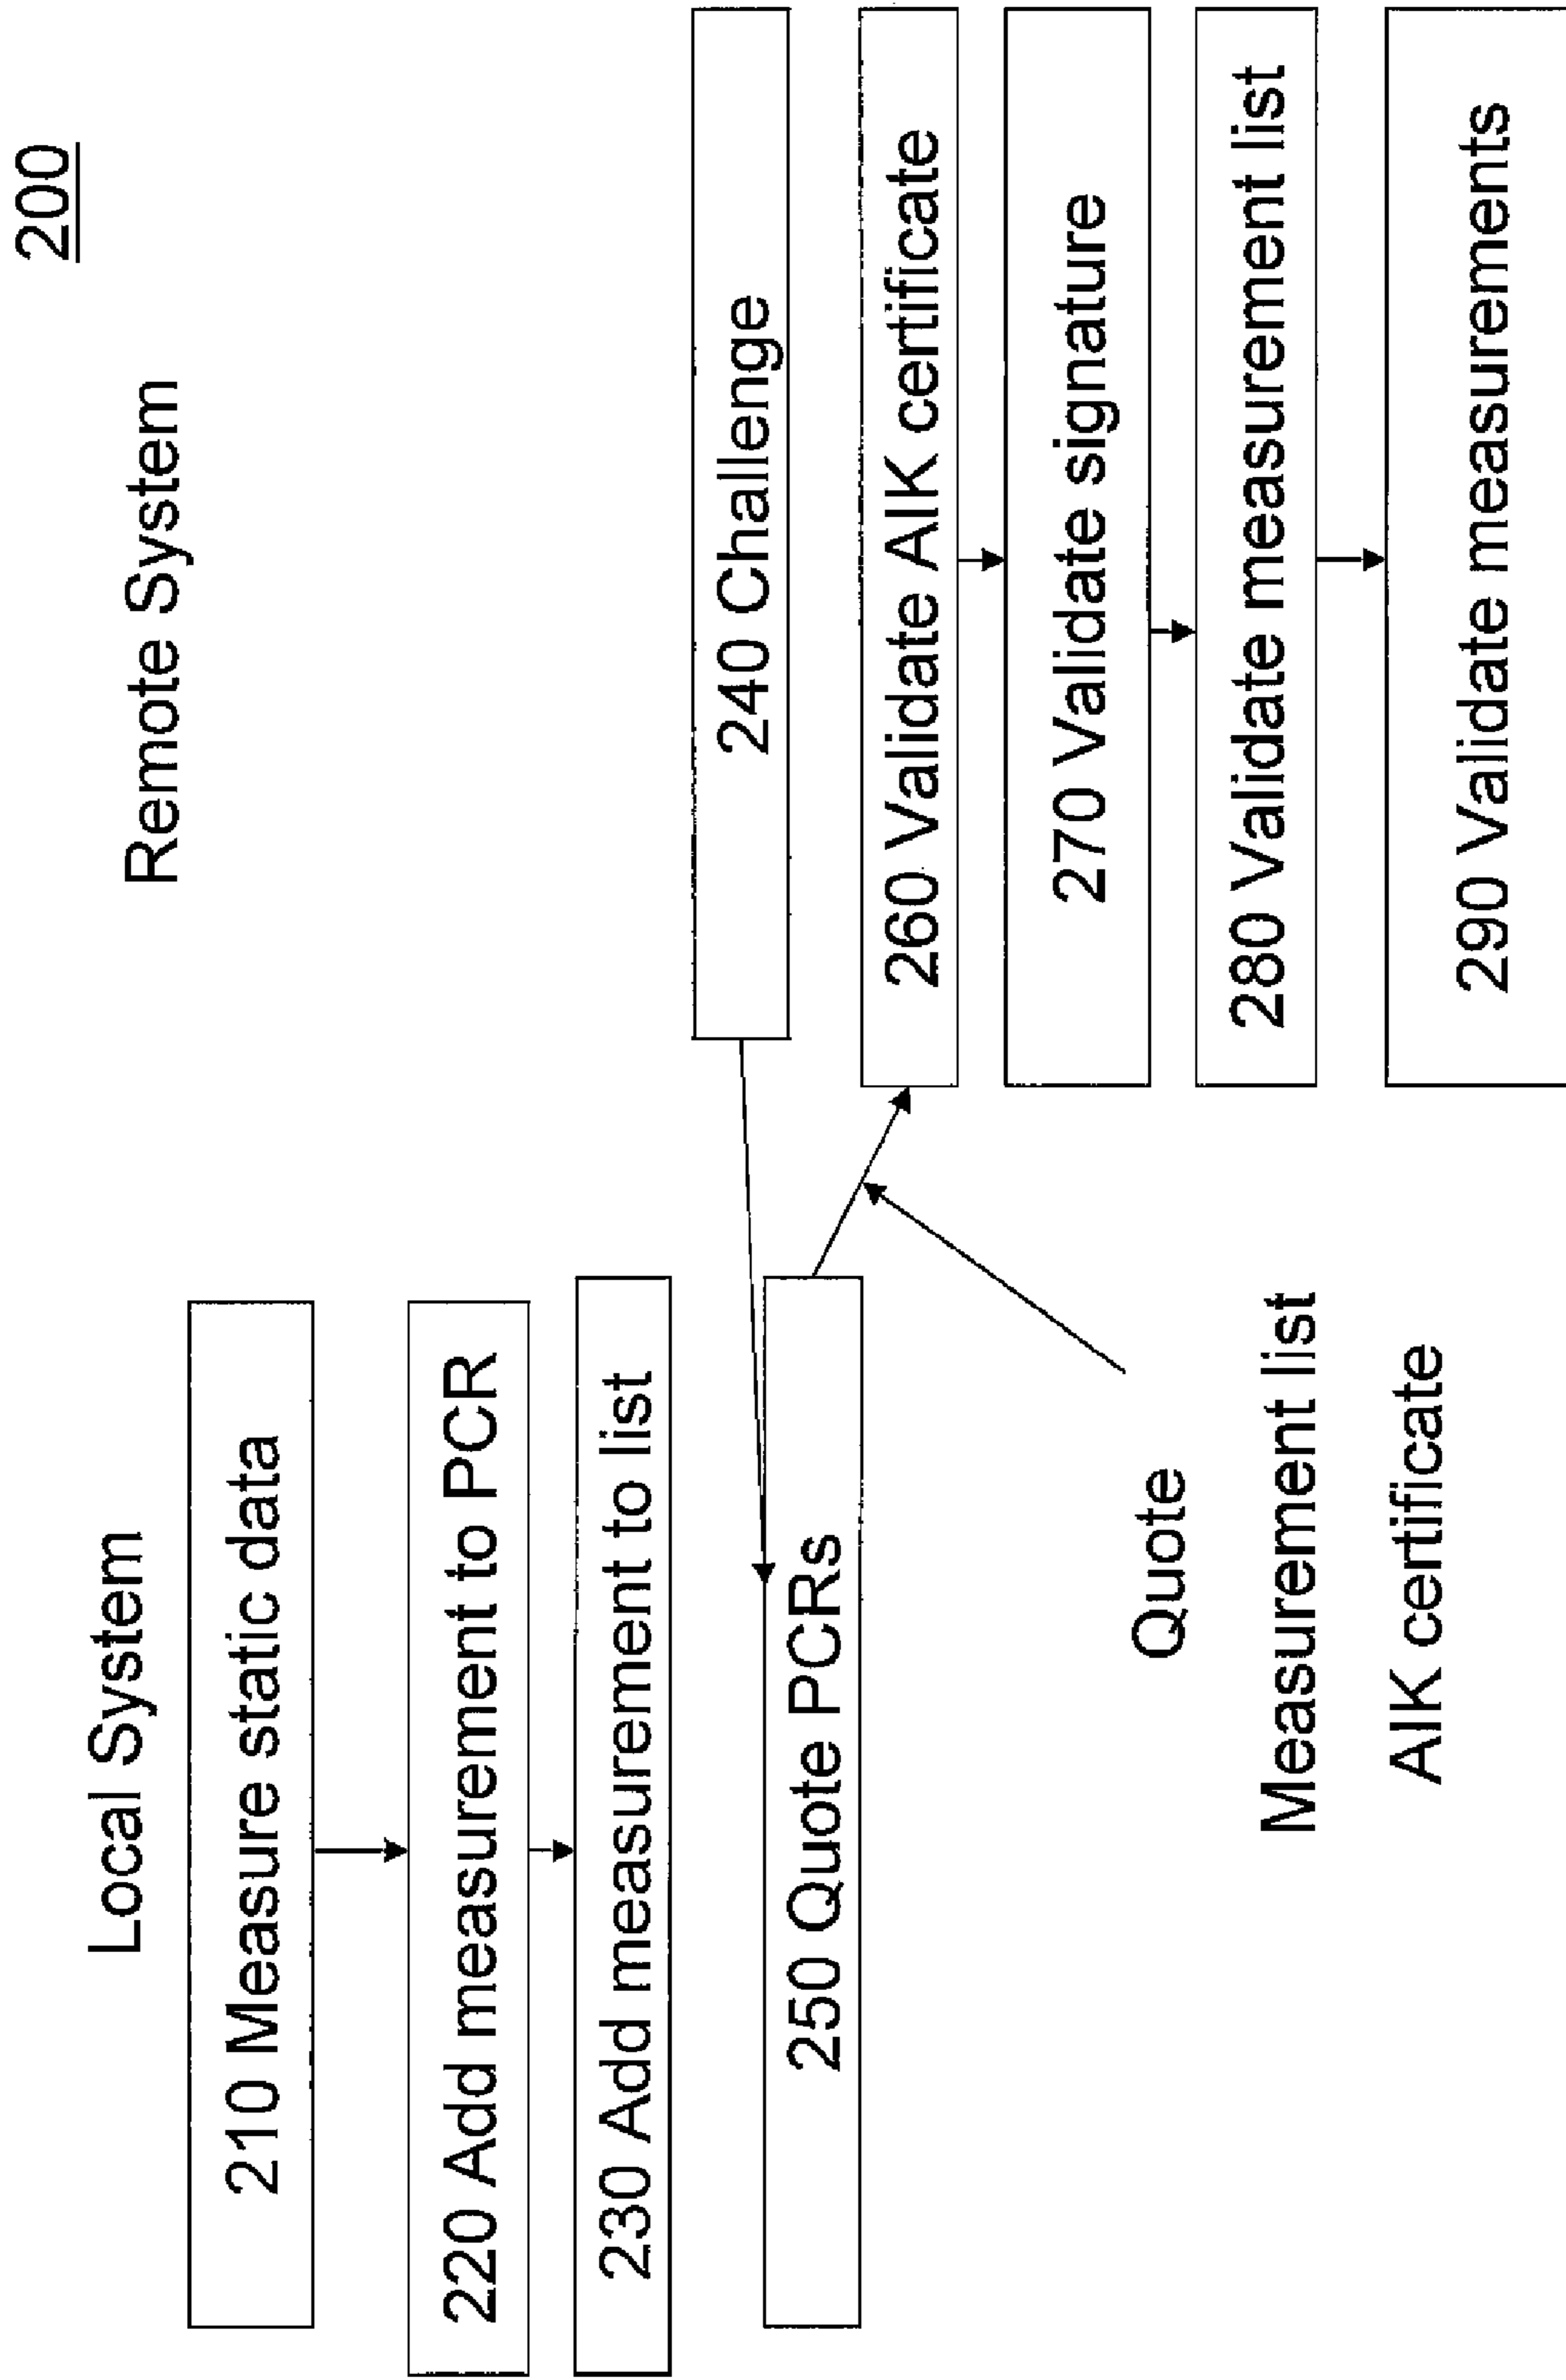 200
Local System
Remote System
210 Measure static data
220 Add measurement to PCR
230 Add measurement to list
240 Challenge
250 Quote PCRs
260 Validate AIK certificate
270 Validate signature
280 Validate measurement list
290 Validate measurements
Quote
Measurement list
AIK certificate